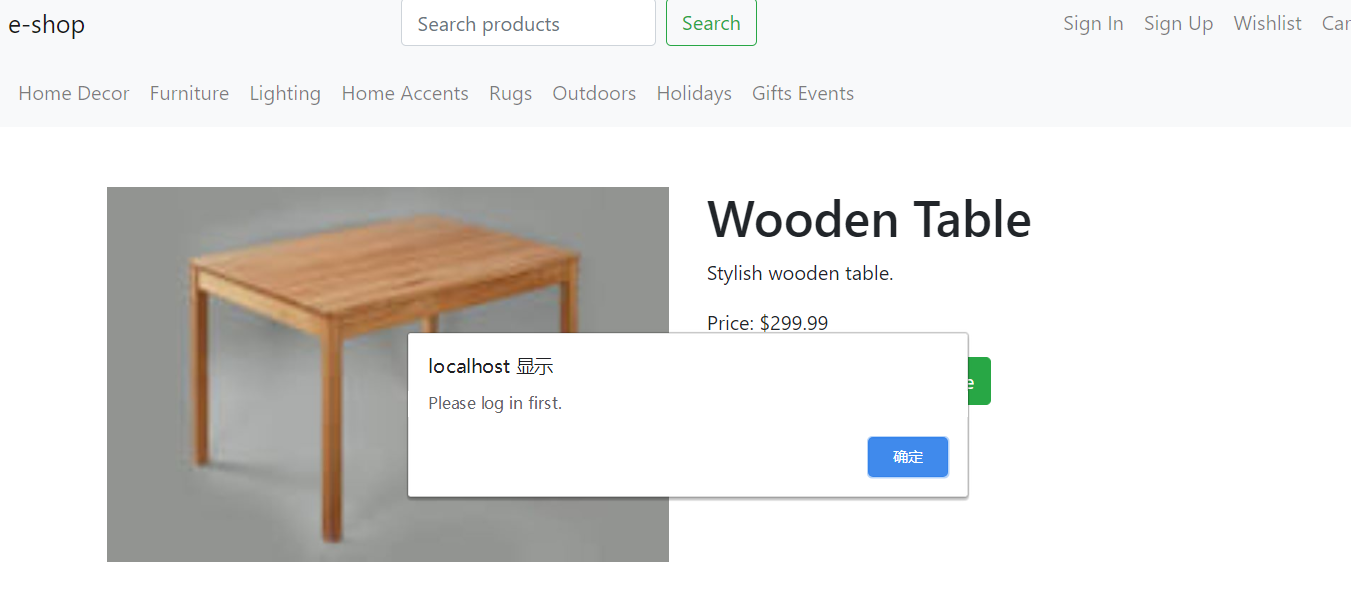 e-shop
Search products
Search
Sign In
Sign Up
Wishlist
Home Decor
Furniture
Lighting
Home Accents
Rugs
Outdoors
Holidays
Gifts Events
Wooden Table
Stylish wooden table.
Price: $299.99
localhost 显示
Please log in first.
确定